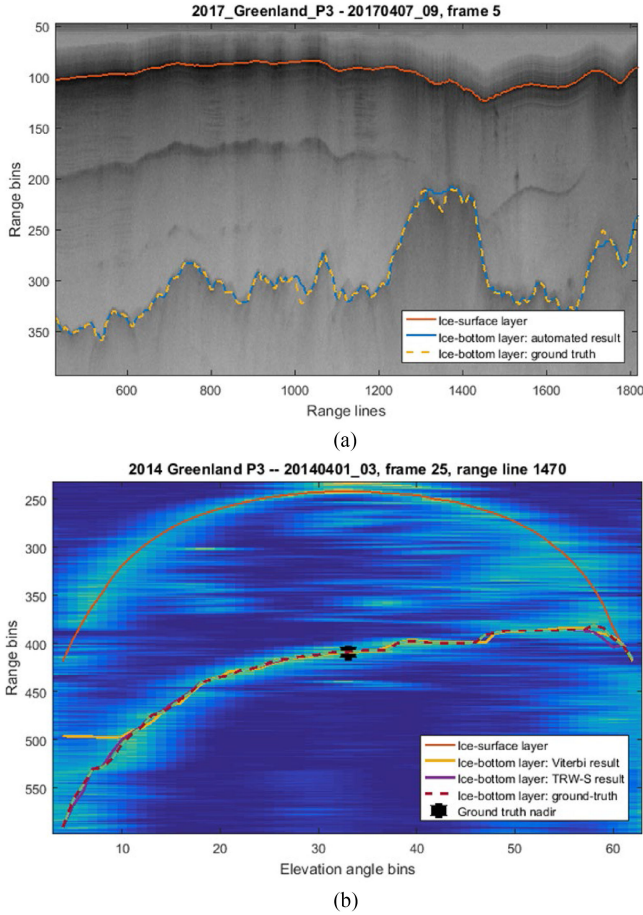 2017_Greenland_P3 - 20170407_09, frame 5
50
100
150
200
250
300
350
Range bins
Ice-surface layer
Ice-bottom layer: automated result
Ice-bottom layer: ground truth
600 800 1000 1200 1400 1600 1800
Range lines
(a)
2014 Greenland P3 -- 20140401_03, frame 25, range line 1470
250
300
350
400
450
500
550
Range bins
Ice-surface layer
Ice-bottom layer: Viterbi result
Ice-bottom layer: TRW-S result
Ice-bottom layer: ground-truth
Ground truth nadir
10 20 30 40 50 60
Elevation angle bins
(b)